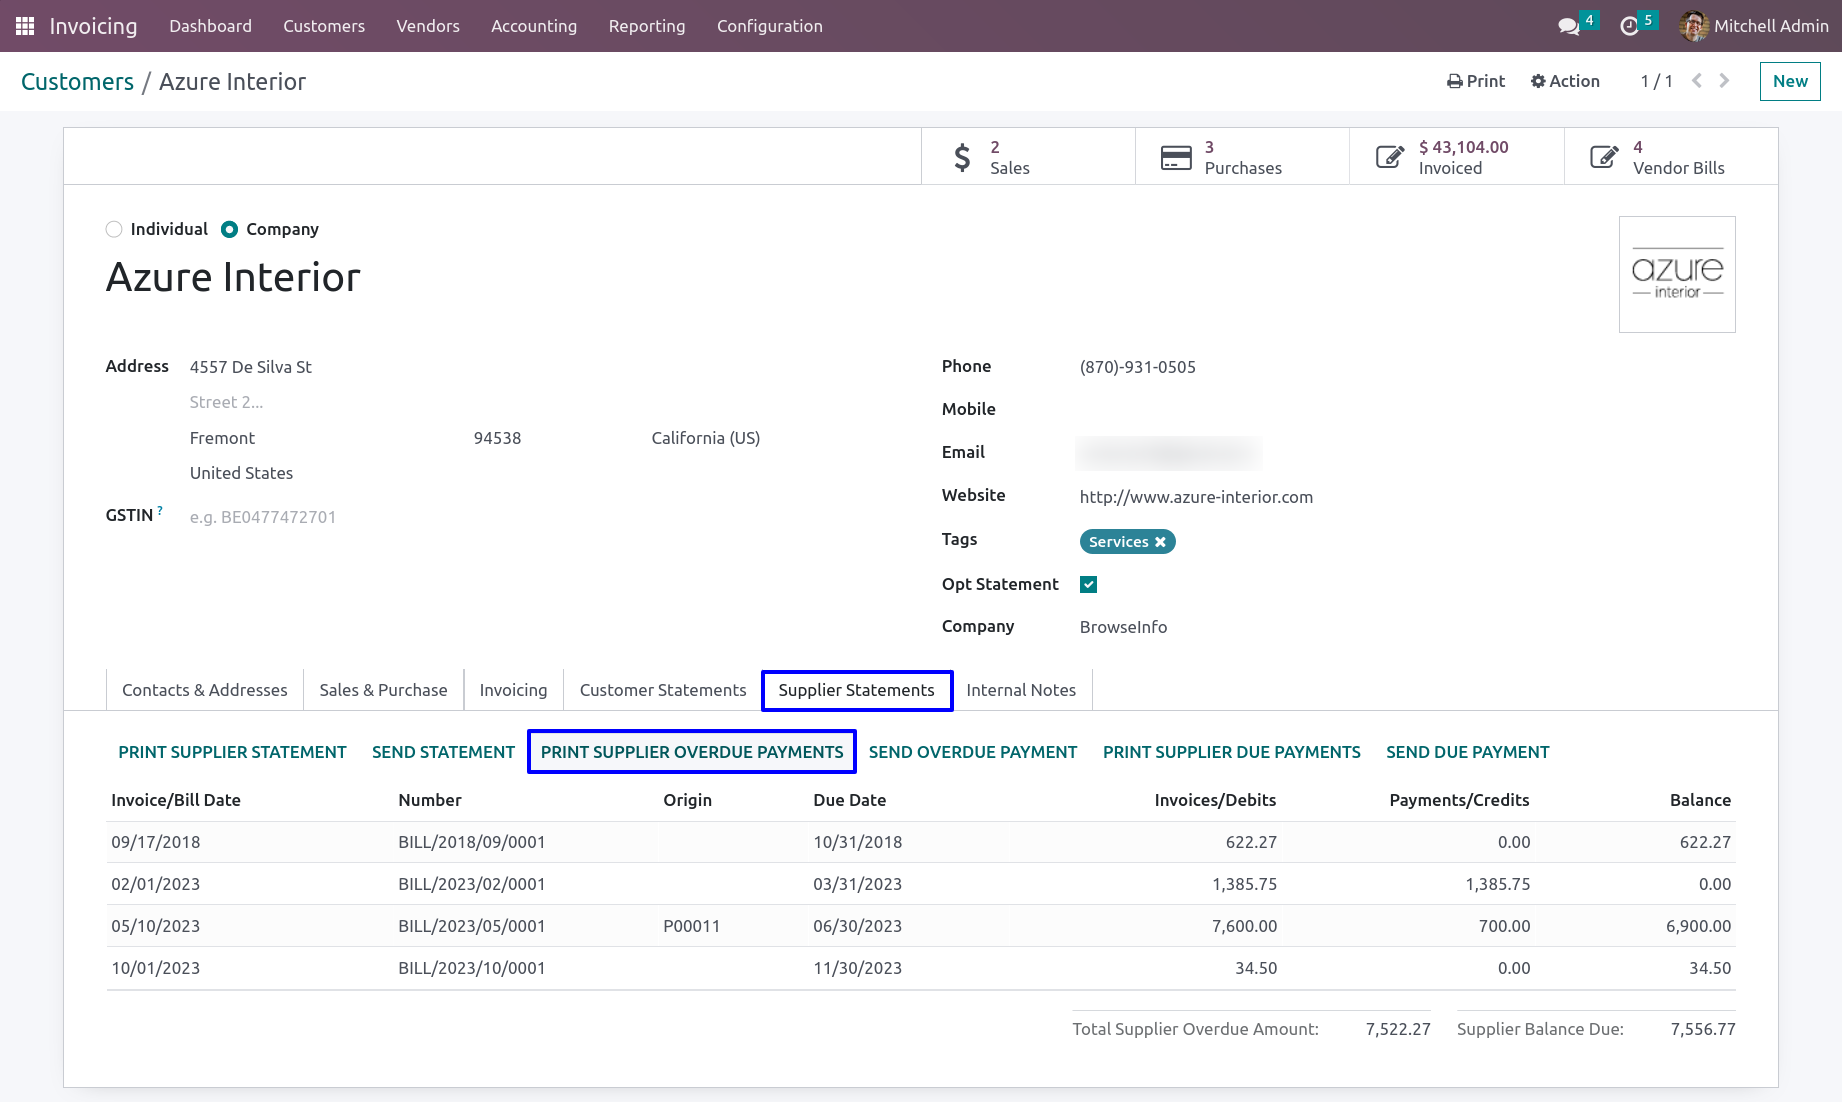 Invoicing Dashboard Customers Vendors Accounting Reporting Configuration 4 5 Mitchell Admin
Customers / Azure Interior Print Action 1 / 1 New
2 Sales
3 Purchases
$ 43,104.00 Invoiced
4 Vendor Bills
Individual Company
Azure Interior
azure
interior
Address 4557 De Silva St
Street 2...
Fremont 94538 California (US)
United States
GSTIN ? e.g. BE0477472701
Phone (870)-931-0505
Mobile
Email
Website http://www.azure-interior.com
Tags Services
Opt Statement
Company BrowseInfo
Contacts & Addresses Sales & Purchase Invoicing Customer Statements Supplier Statements Internal Notes
PRINT SUPPLIER STATEMENT SEND STATEMENT PRINT SUPPLIER OVERDUE PAYMENTS SEND OVERDUE PAYMENT PRINT SUPPLIER DUE PAYMENTS SEND DUE PAYMENT
Invoice/Bill Date Number Origin Due Date Invoices/Debits Payments/Credits Balance
09/17/2018 BILL/2018/09/0001 10/31/2018 622.27 0.00 622.27
02/01/2023 BILL/2023/02/0001 03/31/2023 1,385.75 1,385.75 0.00
05/10/2023 BILL/2023/05/0001 P00011 06/30/2023 7,600.00 700.00 6,900.00
10/01/2023 BILL/2023/10/0001 11/30/2023 34.50 0.00 34.50
Total Supplier Overdue Amount: 7,522.27 Supplier Balance Due: 7,556.77